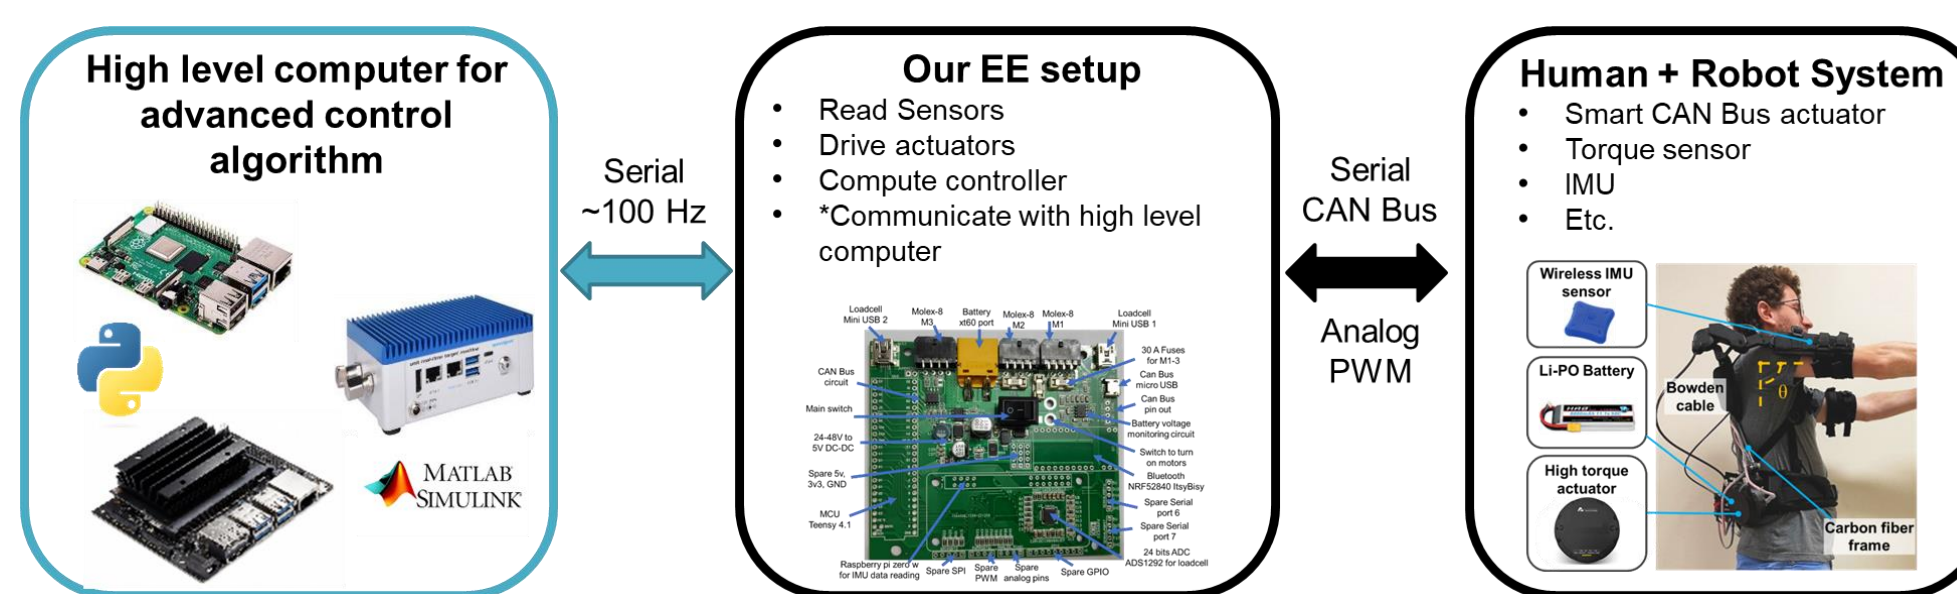 High level computer for
advanced control
algorithm
MATLAB
SIMULINK
Serial
~100 Hz
Our EE setup
• Read Sensors
• Drive actuators
• Compute controller
• *Communicate with high level
computer
Loadcell
Mini USB 2
Molex-8
M3
Battery
xt60 port
Molex-8
M2
Molex-8
M1
Loadcell
Mini USB 1
CAN Bus
circuit
Main switch
24-48V to
5V DC-DC
Spare 5v,
3v3, GND
MCU
Teensy 4.1
Raspberry pi zero w
for IMU data reading
Spare SPI
Spare
PWM
Spare
analog pins
Spare GPIO
30 A Fuses
for M1-3
Can Bus
micro USB
Can Bus
pin out
Battery voltage
monitoring circuit
Switch to turn
on motors
Bluetooth
NRF52840 ItsyBisy
Spare Serial
port 6
Spare Serial
port 7
24 bits ADC
ADS1292 for loadcell
Serial
CAN Bus
Analog
PWM
Human + Robot System
• Smart CAN Bus actuator
• Torque sensor
• IMU
• Etc.
Wireless IMU
sensor
Li-PO Battery
High torque
actuator
Bowden
cable
θ
Carbon fiber
frame